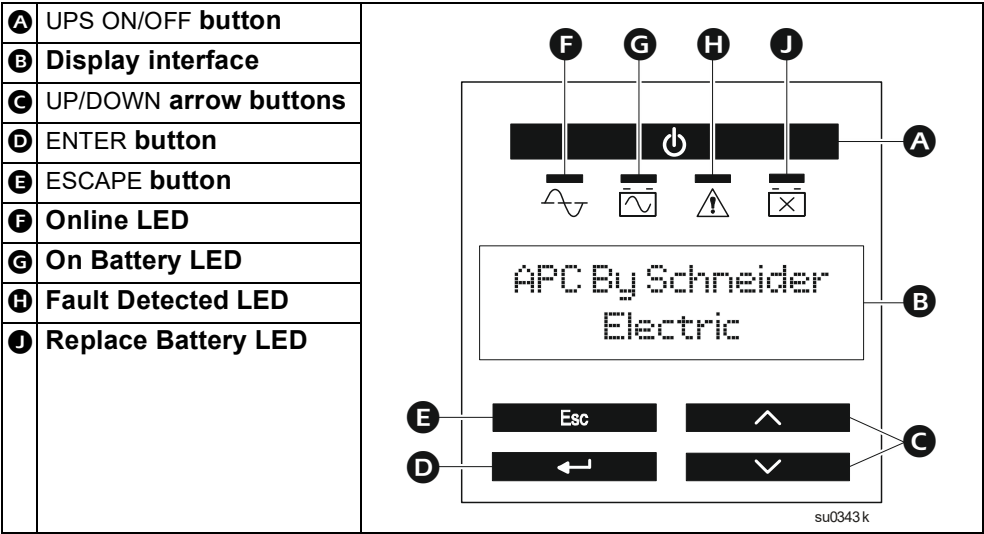 A UPS ON/OFF button
B Display interface
C UP/DOWN arrow buttons
D ENTER button
E ESCAPE button
F Online LED
G On Battery LED
H Fault Detected LED
J Replace Battery LED
F G H J
A
APC By Schneider
Electric
B
E Esc
C
D
su0343k